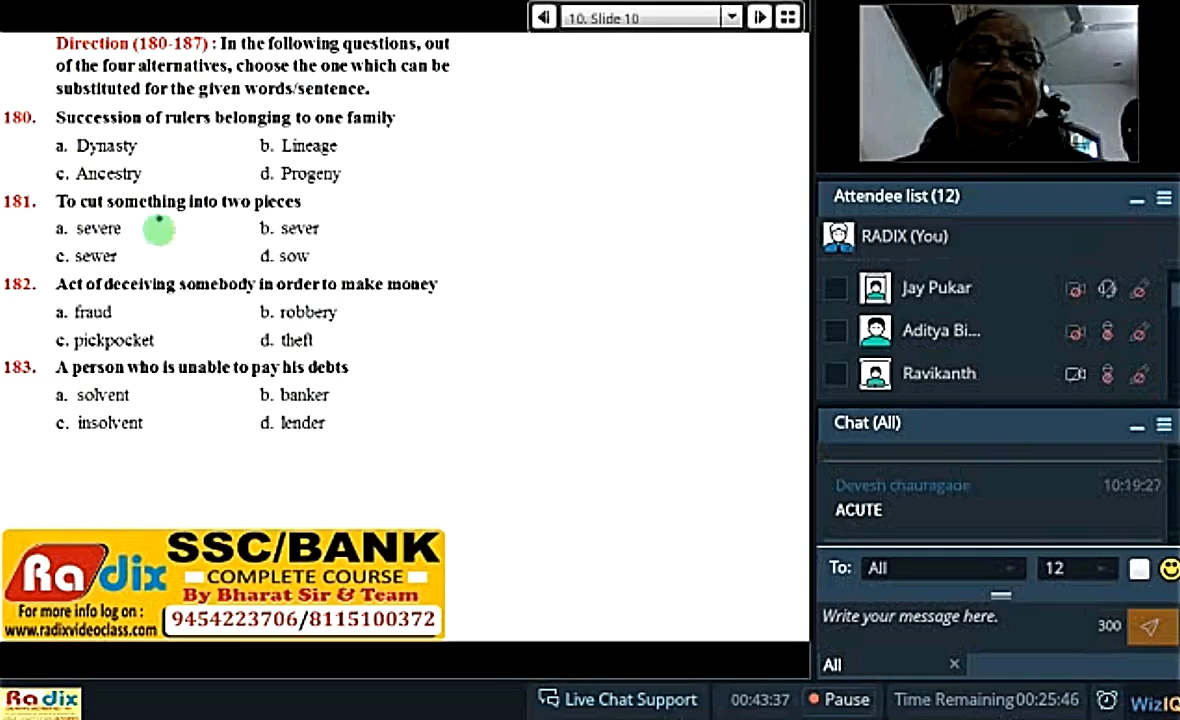 10. Slide 10
Direction (180-187) : In the following questions, out
of the four alternatives, choose the one which can be
substituted for the given words/sentence.
180. Succession of rulers belonging to one family
a. Dynasty b. Lineage
c. Ancestry d. Progeny
181. To cut something into two pieces
a. severe b. sever
c. sewer d. sow
182. Act of deceiving somebody in order to make money
a. fraud b. robbery
c. pickpocket d. theft
183. A person who is unable to pay his debts
a. solvent b. banker
c. insolvent d. lender
Radix
SSC/BANK
COMPLETE COURSE
By Bharat Sir & Team
For more info log on :
www.radixvideoclass.com
9454223706/8115100372
Attendee list (12)
RADIX (You)
Jay Pukar
Aditya Bi...
Ravikanth
Chat (All)
Devesh chauragade 10:19:27
ACUTE
To: All 12
Write your message here. 300
All
Radix
Live Chat Support 00:43:37 Pause Time Remaining 00:25:46 WizIQ